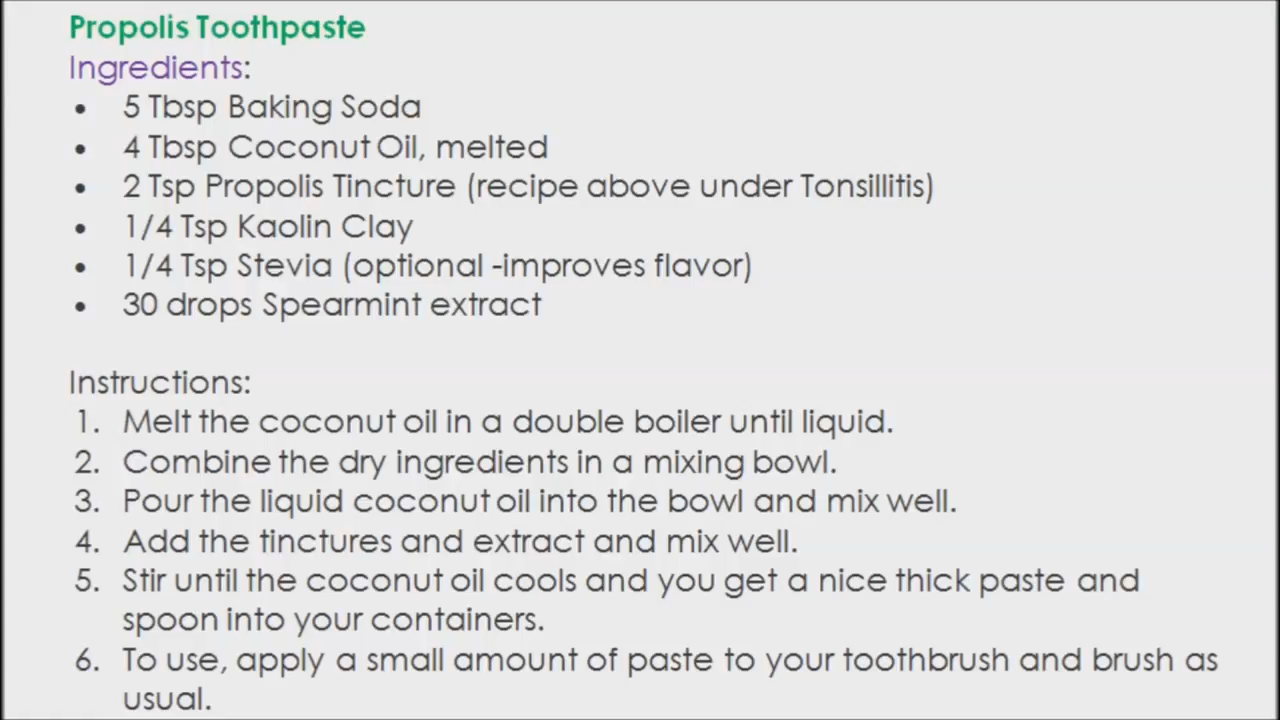 Propolis Toothpaste
Ingredients:
• 5 Tbsp Baking Soda
• 4 Tbsp Coconut Oil, melted
• 2 Tsp Propolis Tincture (recipe above under Tonsillitis)
• 1/4 Tsp Kaolin Clay
• 1/4 Tsp Stevia (optional -improves flavor)
• 30 drops Spearmint extract
Instructions:
1. Melt the coconut oil in a double boiler until liquid.
2. Combine the dry ingredients in a mixing bowl.
3. Pour the liquid coconut oil into the bowl and mix well.
4. Add the tinctures and extract and mix well.
5. Stir until the coconut oil cools and you get a nice thick paste and
spoon into your containers.
6. To use, apply a small amount of paste to your toothbrush and brush as
usual.